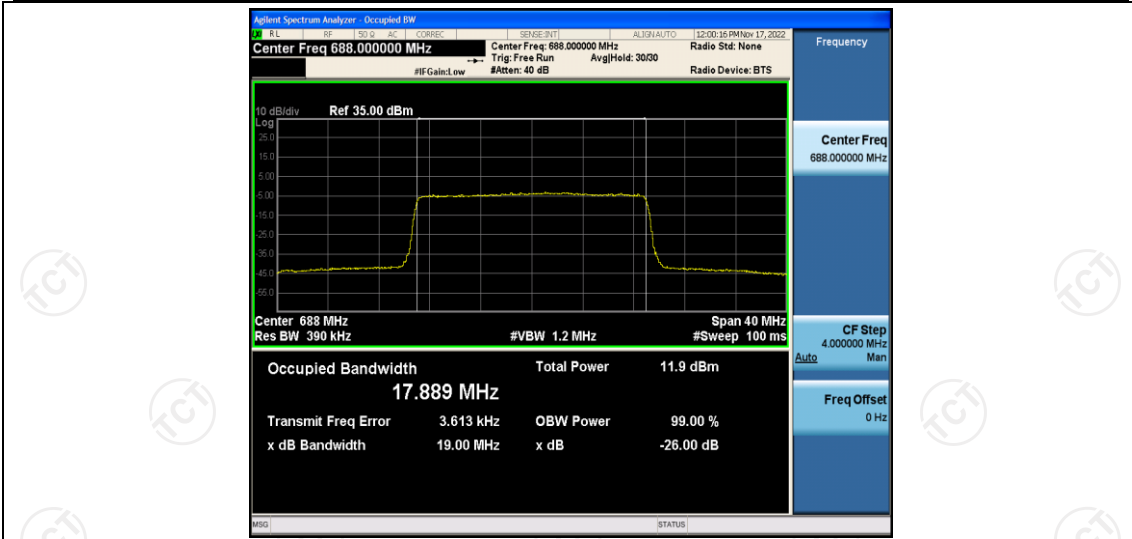 Agilent Spectrum Analyzer - Occupied BW
RL RF 50 Ω AC CORREC SENSE:INT ALIGNAUTO 12:00:16 PM Nov 17, 2022
Center Freq 688.000000 MHz
Center Freq: 688.000000 MHz
Radio Std: None
Trig: Free Run Avg|Hold: 30/30
#IFGain:Low
#Atten: 40 dB
Radio Device: BTS
10 dB/div Ref 35.00 dBm
Log
25.0
15.0
5.00
-5.00
-15.0
-25.0
-35.0
-45.0
-55.0
Center 688 MHz Span 40 MHz
Res BW 390 kHz #VBW 1.2 MHz #Sweep 100 ms
Occupied Bandwidth Total Power 11.9 dBm
17.889 MHz
Transmit Freq Error 3.613 kHz OBW Power 99.00 %
x dB Bandwidth 19.00 MHz x dB -26.00 dB
MSG STATUS
Frequency
Center Freq
688.000000 MHz
CF Step
4.000000 MHz
Auto Man
Freq Offset
0 Hz
TCT
TCT
TCT
TCT